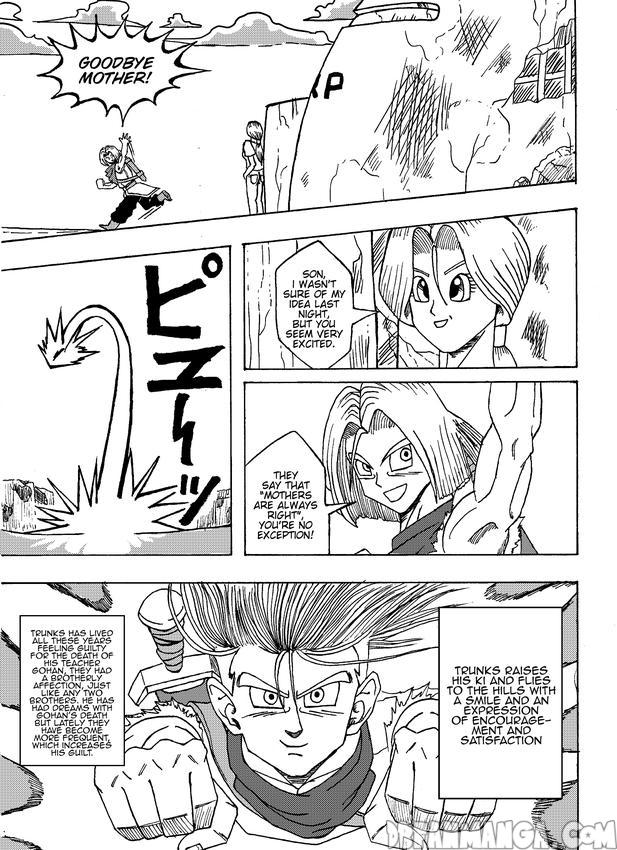 GOODBYE
MOTHER!
RP
SON,
I WASN'T
SURE OF MY
IDEA LAST
NIGHT,
BUT YOU
SEEM VERY
EXCITED.
ピュ〜ッ
THEY
SAY THAT
"MOTHERS
ARE ALWAYS
RIGHT",
YOU'RE NO
EXCEPTION!
TRUNKS HAS LIVED
ALL THESE YEARS
FEELING GUILTY
FOR THE DEATH OF
HIS TEACHER
GOHAN, THEY HAD
A BROTHERLY
AFFECTION, JUST
LIKE ANY TWO
BROTHERS. HE HAS
HAD DREAMS WITH
GOHAN'S DEATH
BUT LATELY THEY
HAVE BECOME
MORE FREQUENT,
WHICH INCREASES
HIS GUILT.
TRUNKS RAISES
HIS KI AND FLIES
TO THE HILLS WITH
A SMILE AND AN
EXPRESSION
OF ENCOURAGE-
MENT AND
SATISFACTION
DBFANMANGA.COM